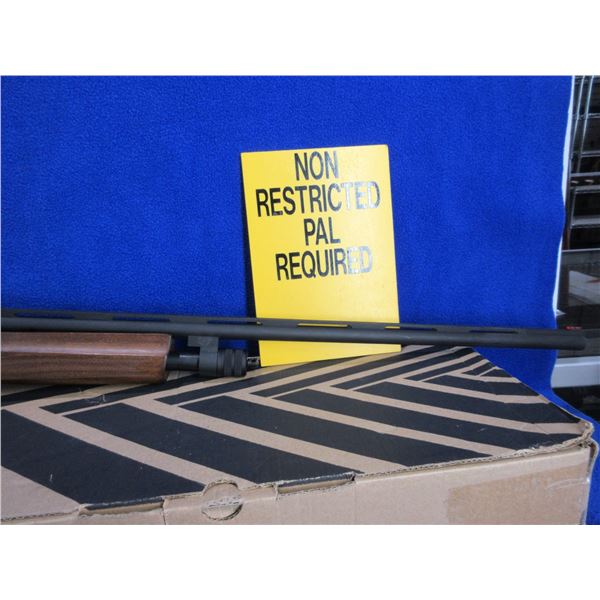 NON
RESTRICTED
PAL
REQUIRED